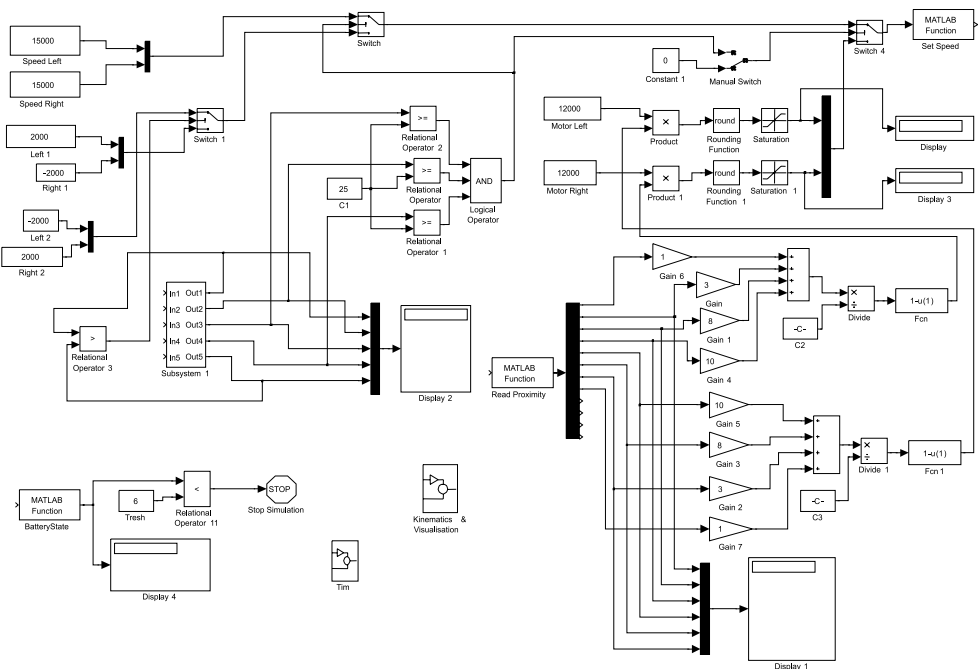 15000
Speed Left
15000
Speed Right
Switch
Switch 4
MATLAB
Function
Set Speed
0
Constant 1
Manual Switch
2000
Left 1
-2000
Right 1
Switch 1
-2000
Left 2
2000
Right 2
>=
Relational
Operator 2
25
C1
>=
Relational
Operator
>=
Relational
Operator 1
AND
Logical
Operator
12000
Motor Left
×
Product
round
Rounding
Function
Saturation
Display
12000
Motor Right
×
Product 1
round
Rounding
Function 1
Saturation 1
Display 3
>
Relational
Operator 3
In1 Out1
In2 Out2
In3 Out3
In4 Out4
In5 Out5
Subsystem 1
Display 2
MATLAB
Function
Read Proximity
1
Gain 6
3
Gain
8
Gain 1
10
Gain 4
+
+
+
+
-C-
C2
×
÷
Divide
1-u(1)
Fcn
10
Gain 5
8
Gain 3
3
Gain 2
1
Gain 7
+
+
+
+
-C-
C3
×
÷
Divide 1
1-u(1)
Fcn 1
MATLAB
Function
BatteryState
6
Tresh
<
Relational
Operator 11
STOP
Stop Simulation
Display 4
Kinematics &
Visualisation
Tim
Display 1